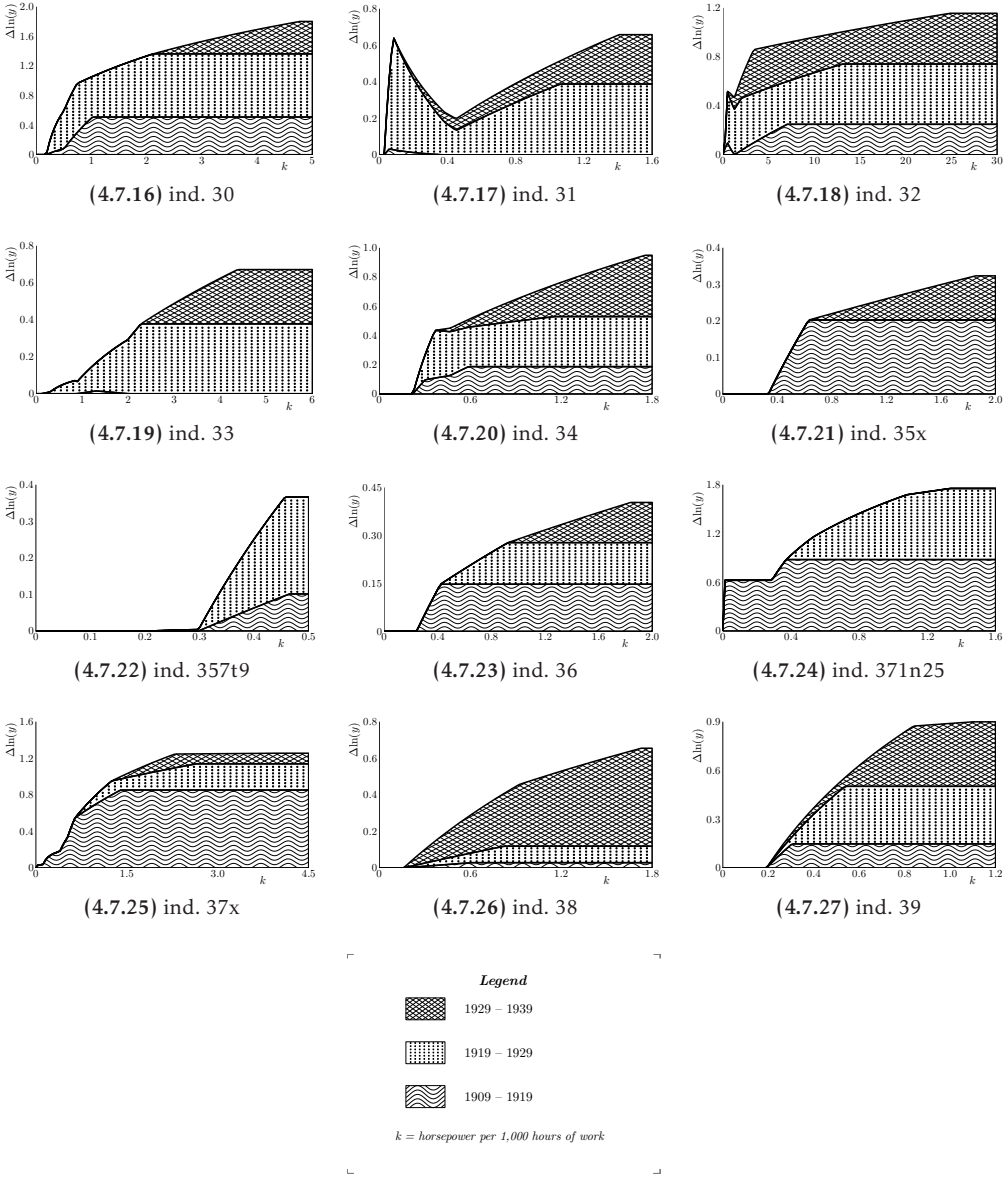 Δln(y)
2.0
1.6
1.2
0.8
0.4
0
0 1 2 3 4 5
k
(4.7.16) ind. 30
Δln(y)
0.8
0.6
0.4
0.2
0
0 0.4 0.8 1.2 1.6
k
(4.7.17) ind. 31
Δln(y)
1.2
0.8
0.4
0
0 5 10 15 20 25 30
k
(4.7.18) ind. 32
Δln(y)
0.8
0.6
0.4
0.2
0
0 1 2 3 4 5 6
k
(4.7.19) ind. 33
Δln(y)
1.0
0.8
0.6
0.4
0.2
0
0 0.6 1.2 1.8
k
(4.7.20) ind. 34
Δln(y)
0.4
0.3
0.2
0.1
0
0 0.4 0.8 1.2 1.6 2.0
k
(4.7.21) ind. 35x
Δln(y)
0.4
0.3
0.2
0.1
0
0 0.1 0.2 0.3 0.4 0.5
k
(4.7.22) ind. 357t9
Δln(y)
0.45
0.30
0.15
0
0 0.4 0.8 1.2 1.6 2.0
k
(4.7.23) ind. 36
Δln(y)
1.8
1.2
0.6
0
0 0.4 0.8 1.2 1.6
k
(4.7.24) ind. 371n25
Δln(y)
1.6
1.2
0.8
0.4
0
0 1.5 3.0 4.5
k
(4.7.25) ind. 37x
Δln(y)
0.8
0.6
0.4
0.2
0
0 0.6 1.2 1.8
k
(4.7.26) ind. 38
Δln(y)
0.9
0.6
0.3
0
0 0.2 0.4 0.6 0.8 1.0 1.2
k
(4.7.27) ind. 39
Legend
1929 – 1939
1919 – 1929
1909 – 1919
k = horsepower per 1,000 hours of work